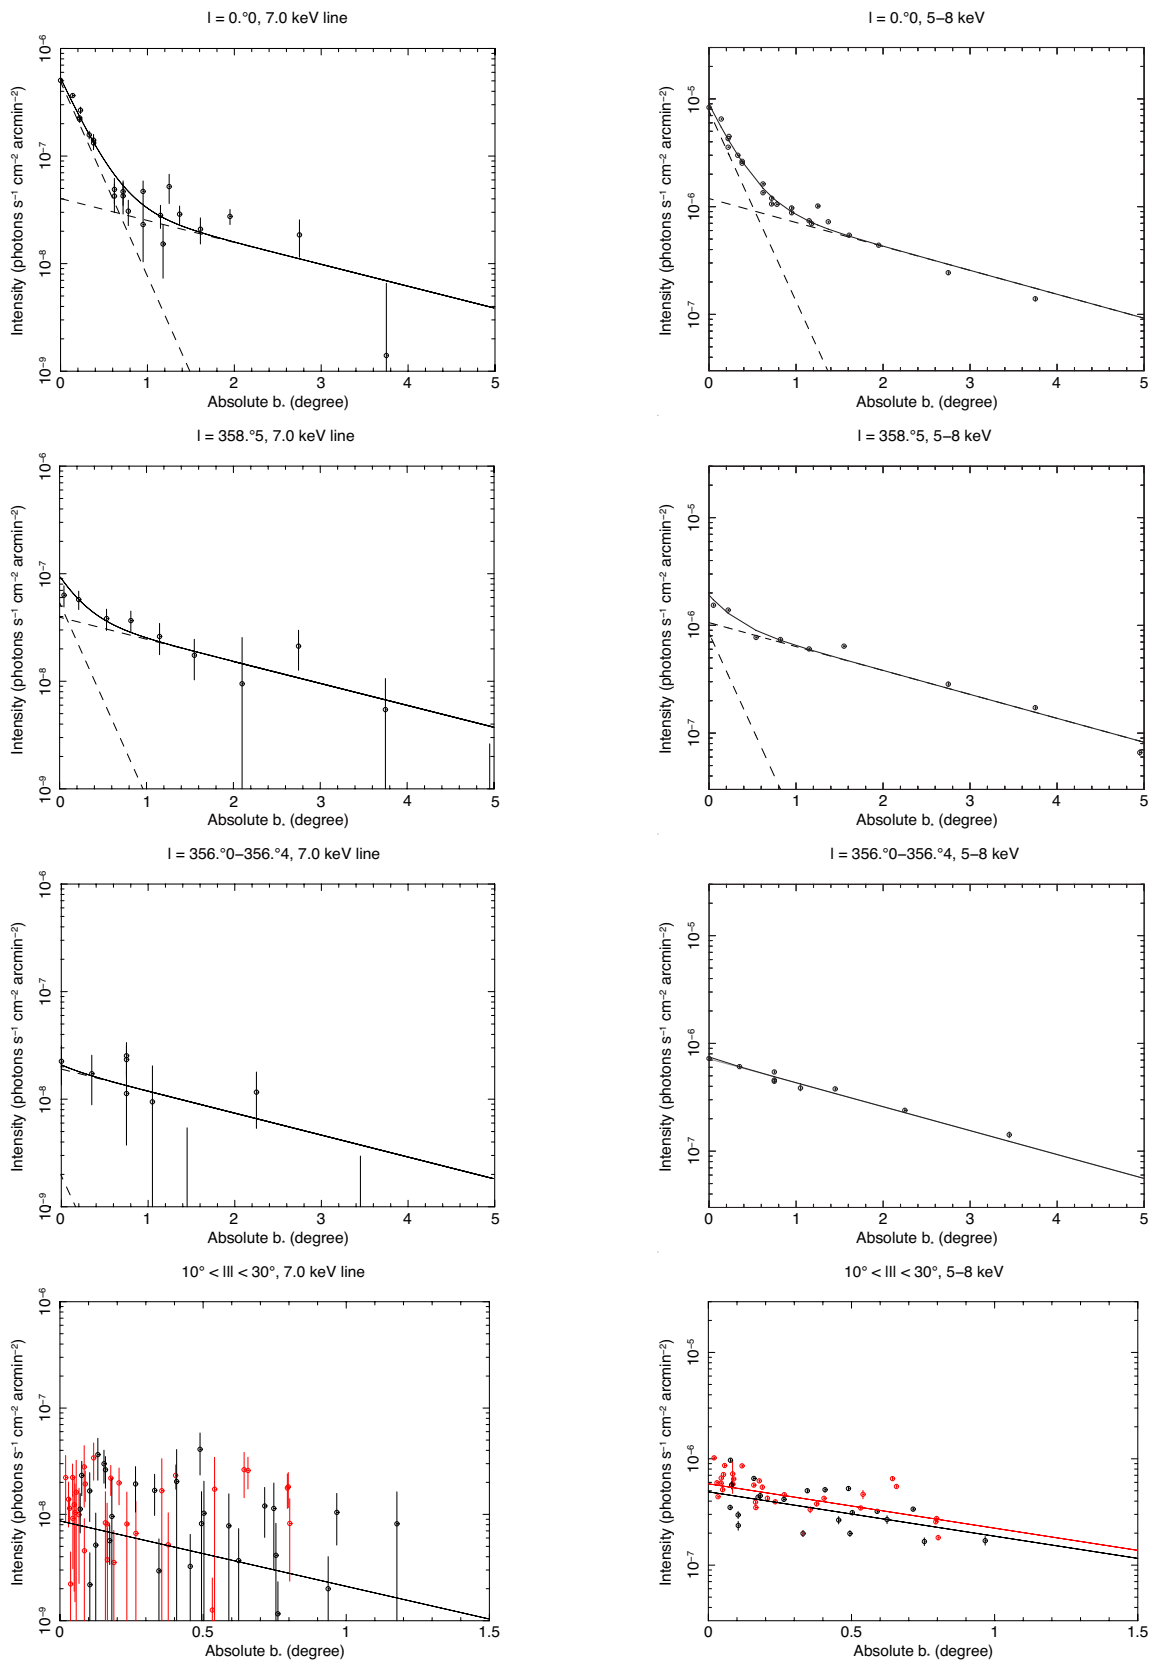 l = 0.°0, 7.0 keV line
Intensity (photons s⁻¹ cm⁻² arcmin⁻²)
10⁻⁶
10⁻⁷
10⁻⁸
10⁻⁹
0 1 2 3 4 5
Absolute b. (degree)
l = 0.°0, 5−8 keV
Intensity (photons s⁻¹ cm⁻² arcmin⁻²)
10⁻⁵
10⁻⁶
10⁻⁷
0 1 2 3 4 5
Absolute b. (degree)
l = 358.°5, 7.0 keV line
Intensity (photons s⁻¹ cm⁻² arcmin⁻²)
10⁻⁶
10⁻⁷
10⁻⁸
10⁻⁹
0 1 2 3 4 5
Absolute b. (degree)
l = 358.°5, 5−8 keV
Intensity (photons s⁻¹ cm⁻² arcmin⁻²)
10⁻⁵
10⁻⁶
10⁻⁷
0 1 2 3 4 5
Absolute b. (degree)
l = 356.°0−356.°4, 7.0 keV line
Intensity (photons s⁻¹ cm⁻² arcmin⁻²)
10⁻⁶
10⁻⁷
10⁻⁸
10⁻⁹
0 1 2 3 4 5
Absolute b. (degree)
l = 356.°0−356.°4, 5−8 keV
Intensity (photons s⁻¹ cm⁻² arcmin⁻²)
10⁻⁵
10⁻⁶
10⁻⁷
0 1 2 3 4 5
Absolute b. (degree)
10° < |l| < 30°, 7.0 keV line
Intensity (photons s⁻¹ cm⁻² arcmin⁻²)
10⁻⁶
10⁻⁷
10⁻⁸
10⁻⁹
0 0.5 1 1.5
Absolute b. (degree)
10° < |l| < 30°, 5−8 keV
Intensity (photons s⁻¹ cm⁻² arcmin⁻²)
10⁻⁵
10⁻⁶
10⁻⁷
0 0.5 1 1.5
Absolute b. (degree)